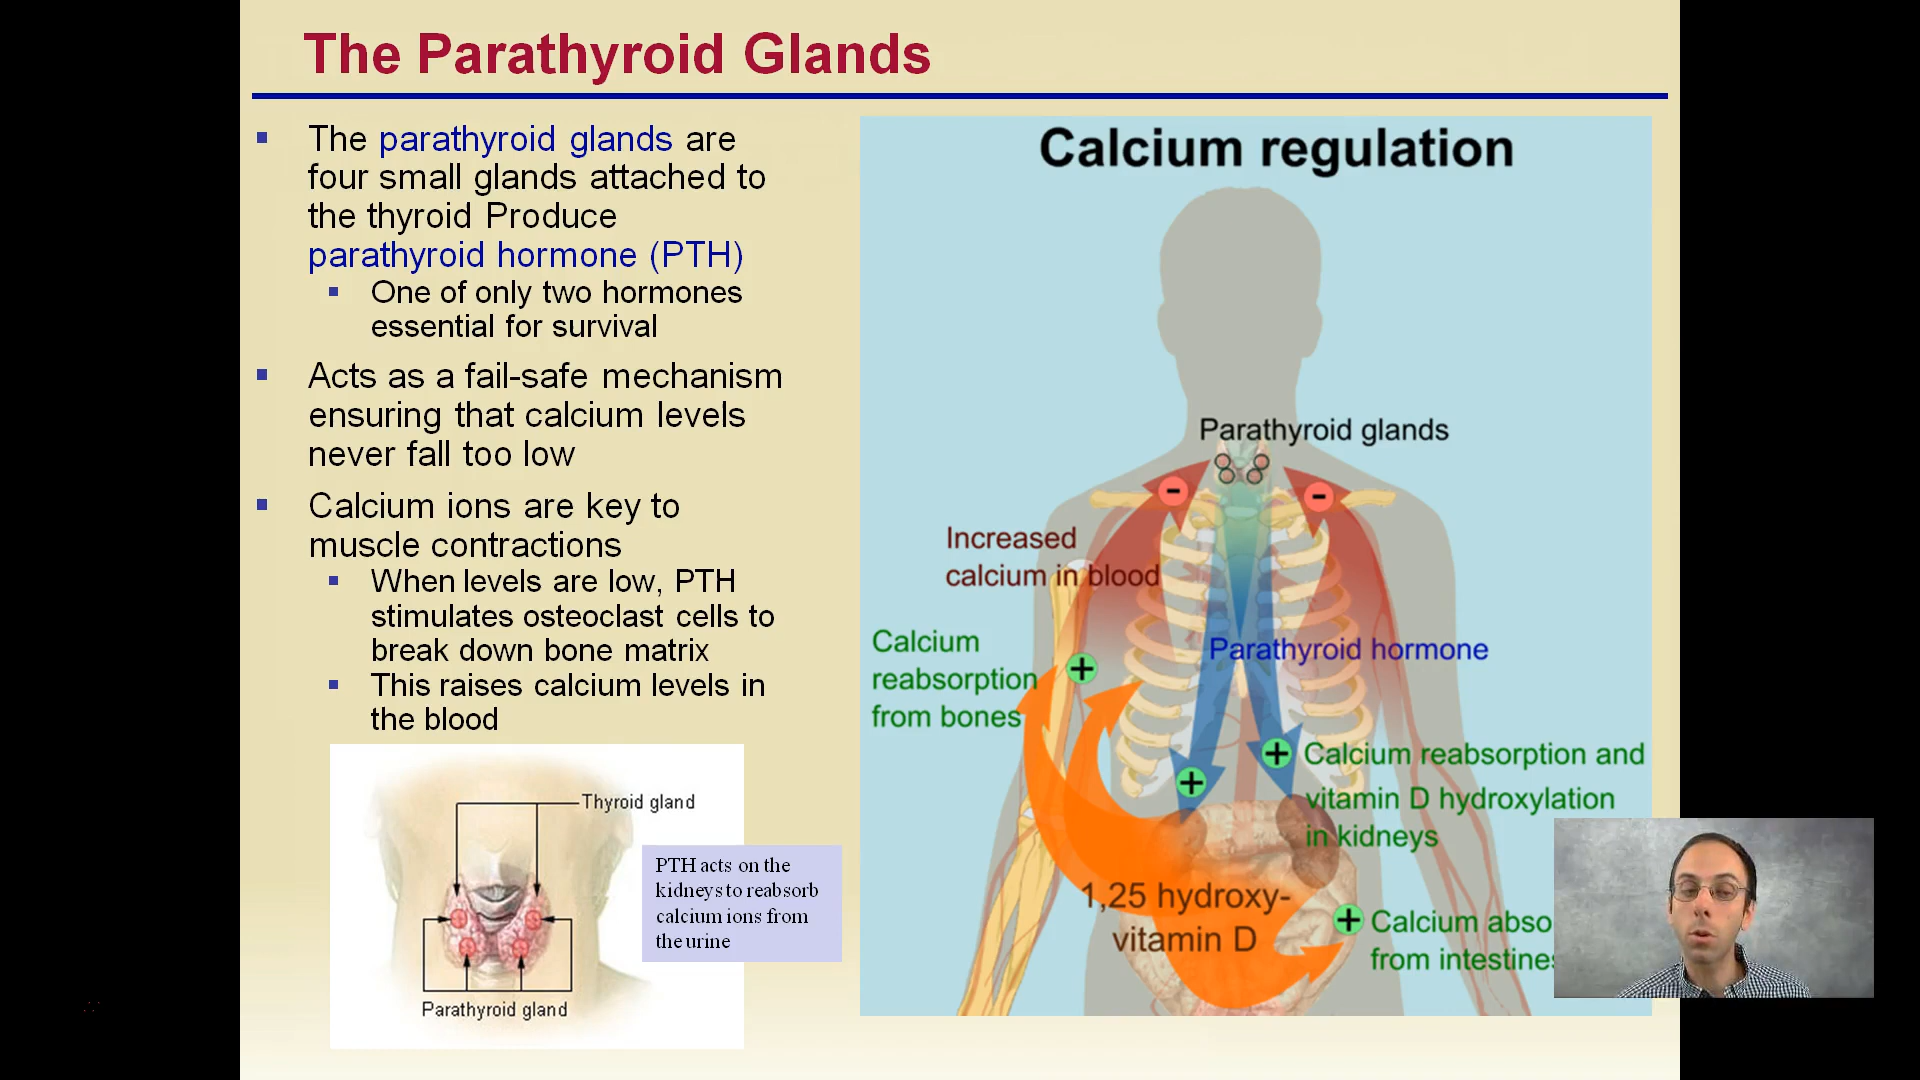 The Parathyroid Glands
The parathyroid glands are
four small glands attached to
the thyroid Produce
parathyroid hormone (PTH)
One of only two hormones
essential for survival
Acts as a fail-safe mechanism
ensuring that calcium levels
never fall too low
Calcium ions are key to
muscle contractions
When levels are low, PTH
stimulates osteoclast cells to
break down bone matrix
This raises calcium levels in
the blood
Thyroid gland
Parathyroid gland
PTH acts on the
kidneys to reabsorb
calcium ions from
the urine
Calcium regulation
Parathyroid glands
Increased
calcium in blood
Calcium
reabsorption
from bones
Parathyroid hormone
Calcium reabsorption and
vitamin D hydroxylation
in kidneys
1,25 hydroxy-
vitamin D
Calcium abso
from intestines